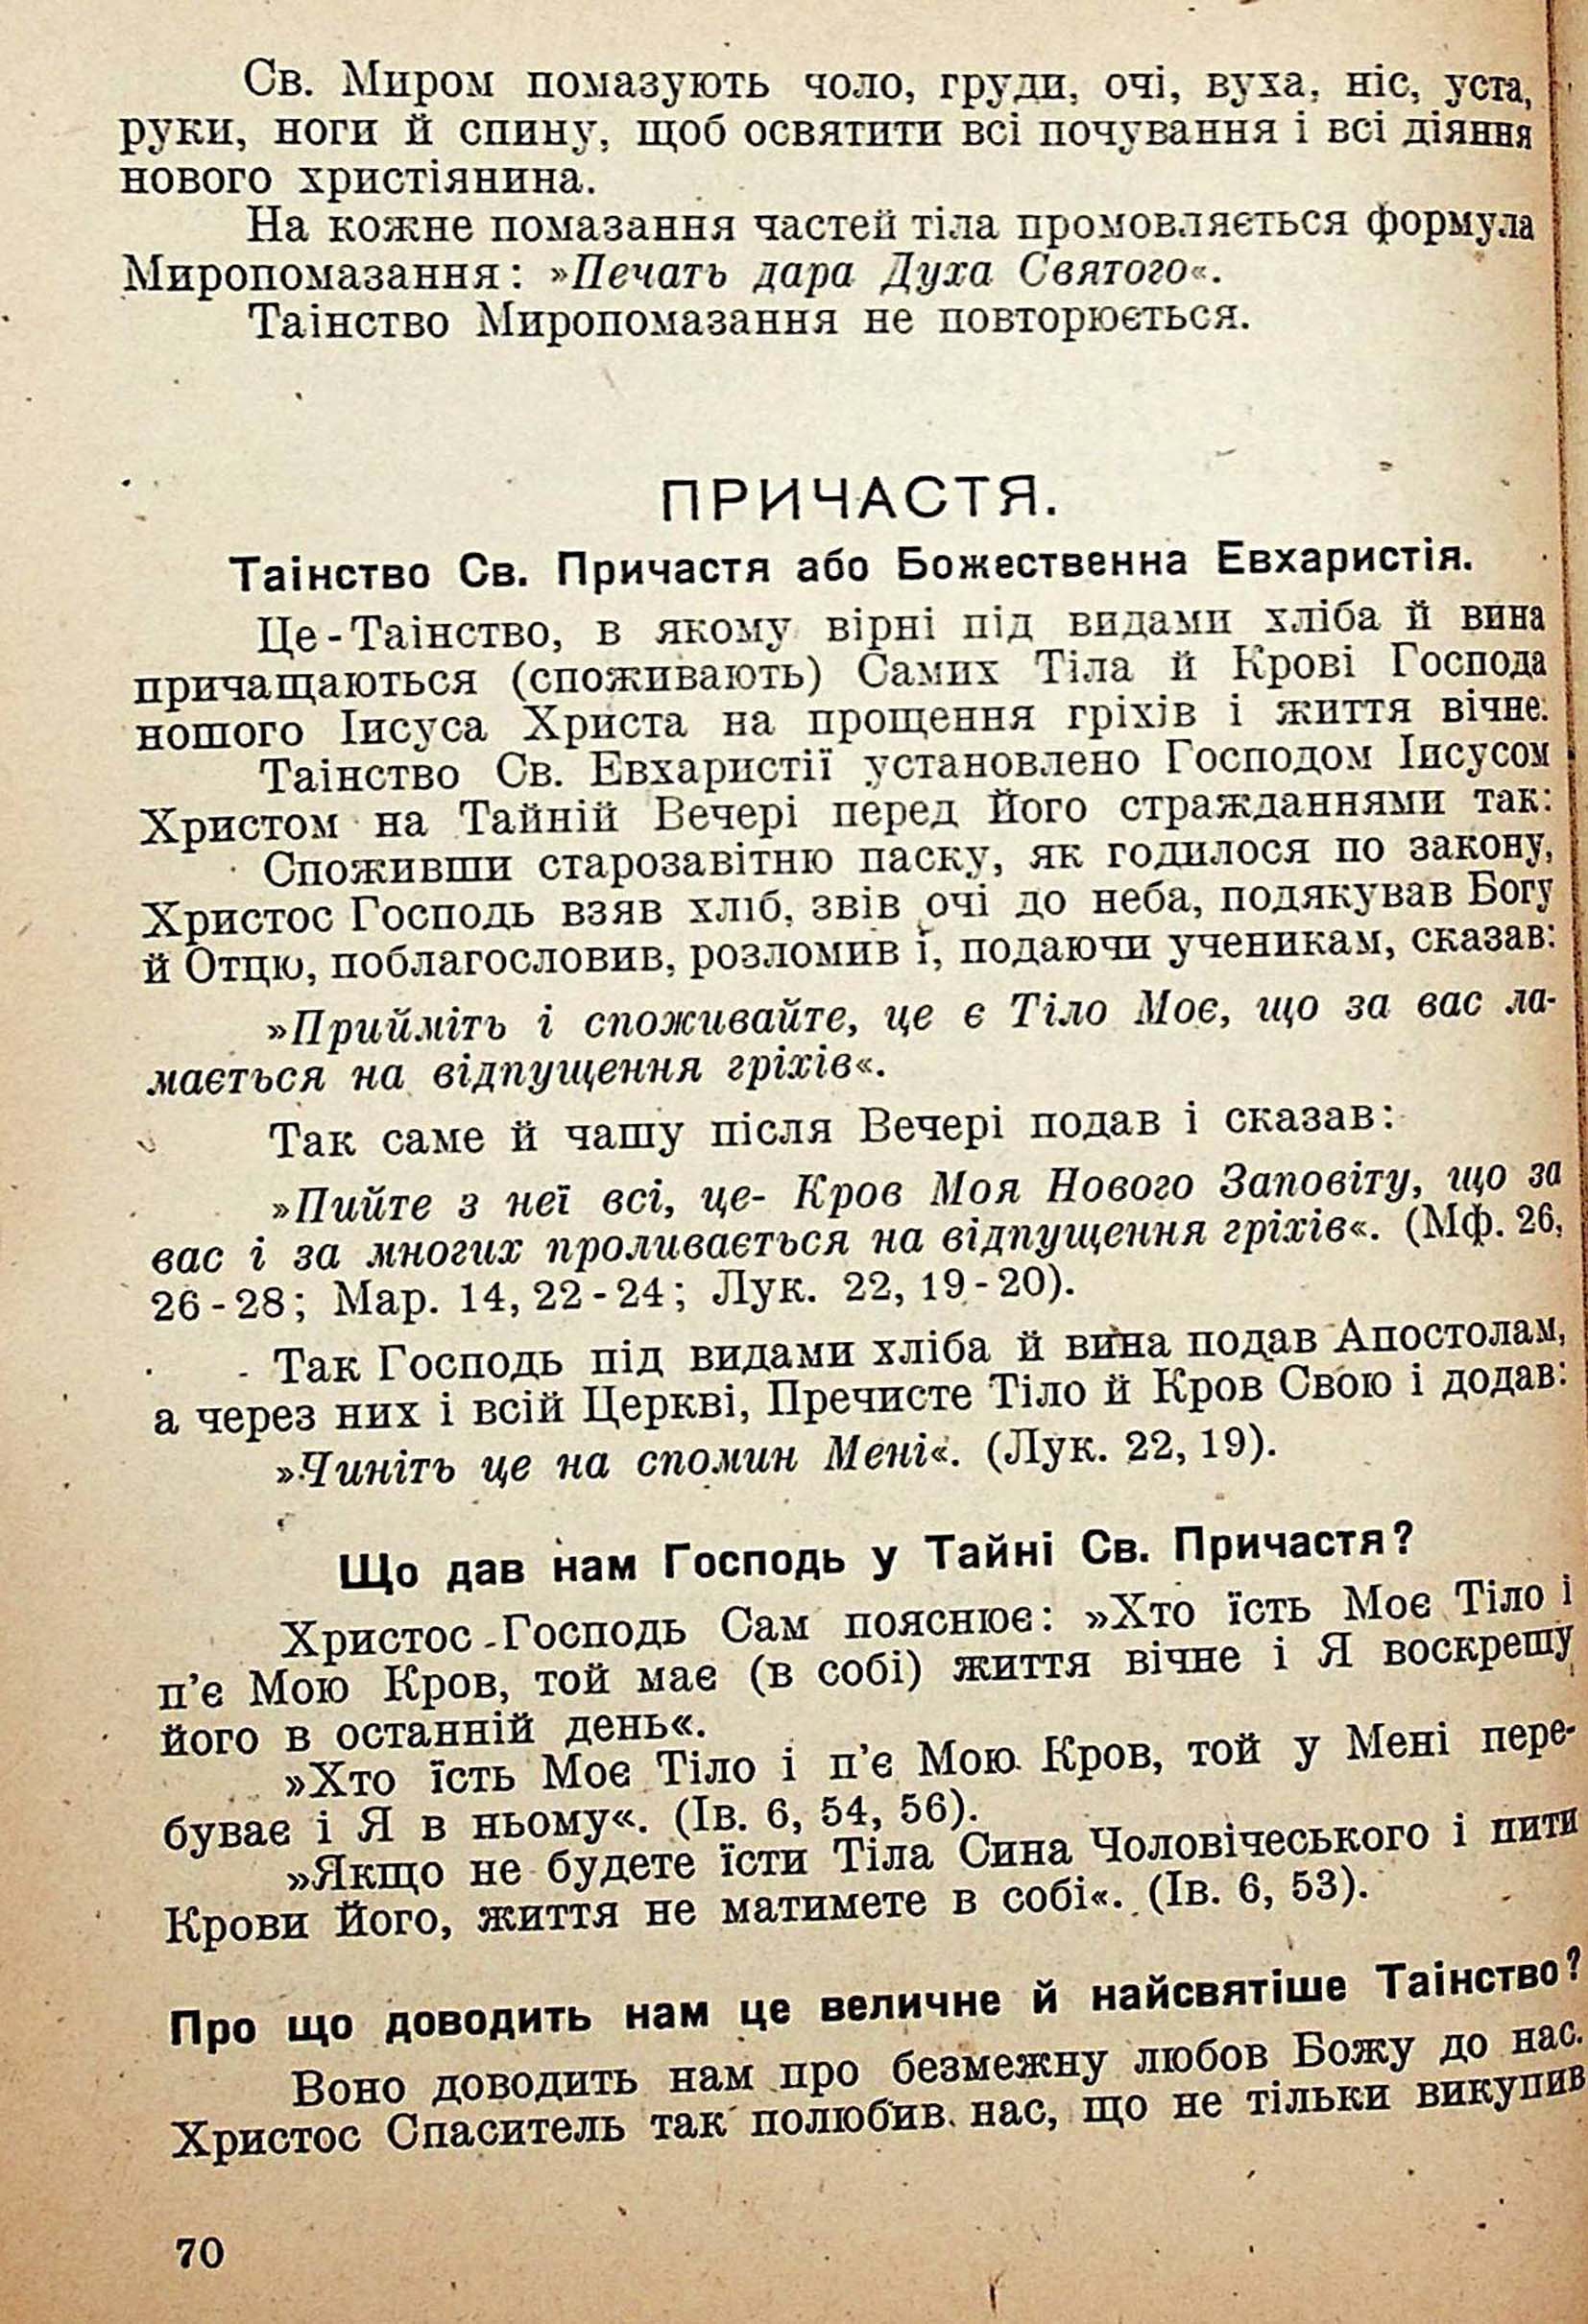 Св. Миром помазують чоло, груди, очі, вуха, ніс, уста,
руки, ноги й спину, щоб освятити всі почування і всі діяння
нового христіянина.
На кожне помазання частей тіла промовляється формула
Миропомазання: »Печать дара Духа Святого«.
Таінство Миропомазання не повторюється.
ПРИЧАСТЯ.
Таінство Св. Причастя або Божественна Евхаристія.
Це-Таінство, в якому вірні під видами хліба й вина
причащаються (споживають) Самих Тіла й Крові Господа
ношого Іисуса Христа на прощення гріхів і життя вічне.
Таінство Св. Евхаристії установлено Господом Іисусом
Христом на Тайній Вечері перед Його стражданнями так:
Споживши старозавітню паску, як годилося по закону,
Христос Господь взяв хліб, звів очі до неба, подякував Богу
й Отцю, поблагословив, розломив і, подаючи ученикам, сказав:
»Прийміть і споживайте, це є Тіло Моє, що за вас ла-
мається на відпущення гріхів«.
Так саме й чашу після Вечері подав і сказав:
»Пийте з неї всі, це- Кров Моя Нового Заповіту, що за
вас і за многих проливається на відпущення гріхів«. (Мф. 26,
26-28; Мар. 14, 22-24; Лук. 22, 19-20).
Так Господь під видами хліба й вина подав Апостолам,
а через них і всій Церкві, Пречисте Тіло й Кров Свою і додав:
»Чиніть це на спомин Мені«. (Лук. 22, 19).
Що дав нам Господь у Тайні Св. Причастя?
Христос-Господь Сам пояснює: »Хто їсть Моє Тіло і
п'є Мою Кров, той має (в собі) життя вічне і Я воскрешу
його в останній день«.
»Хто їсть Моє Тіло і п'є Мою Кров, той у Мені пере-
буває і Я в ньому«. (Ів. 6, 54, 56).
»Якщо не будете їсти Тіла Сина Чоловічеського і пити
Крови Його, життя не матимете в собі«. (Ів. 6, 53).
Про що доводить нам це величне й найсвятіше Таінство?
Воно доводить нам про безмежну любов Божу до нас.
Христос Спаситель так полюбив нас, що не тільки викупив
70